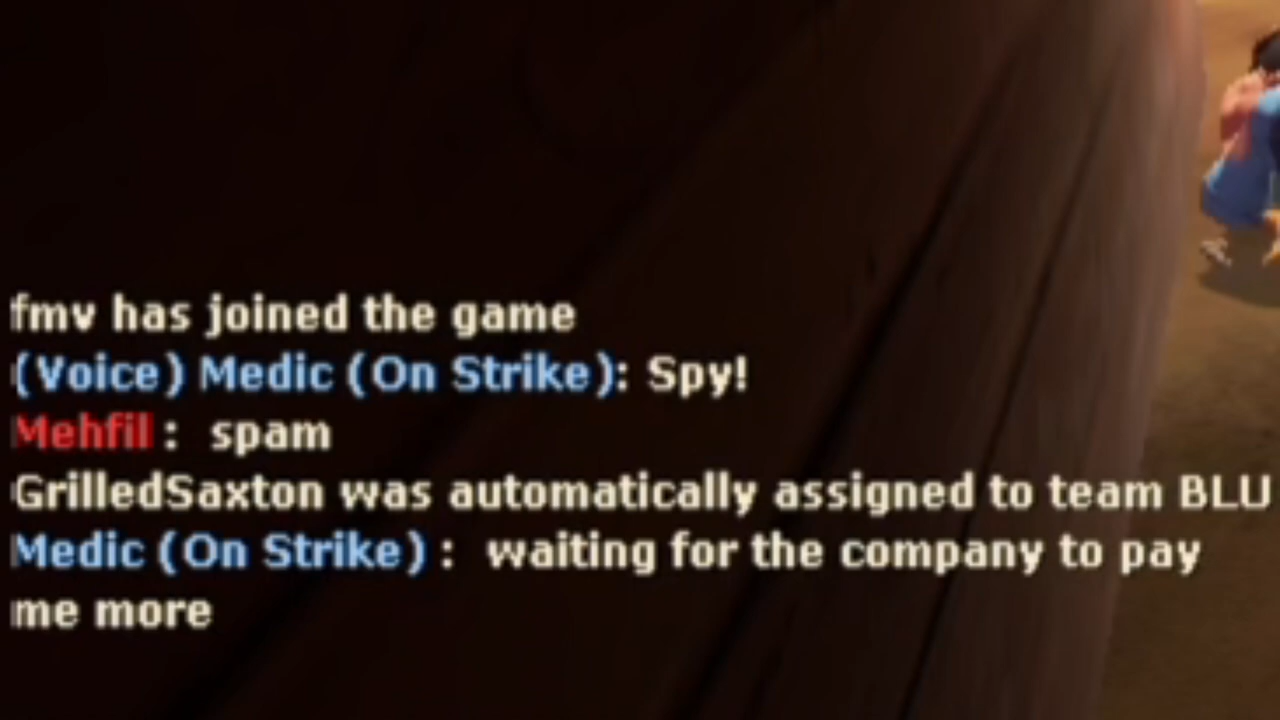 fmv has joined the game
(Voice) Medic (On Strike): Spy!
Mehfil :  spam
GrilledSaxton was automatically assigned to team BLU
Medic (On Strike) :  waiting for the company to pay
me more